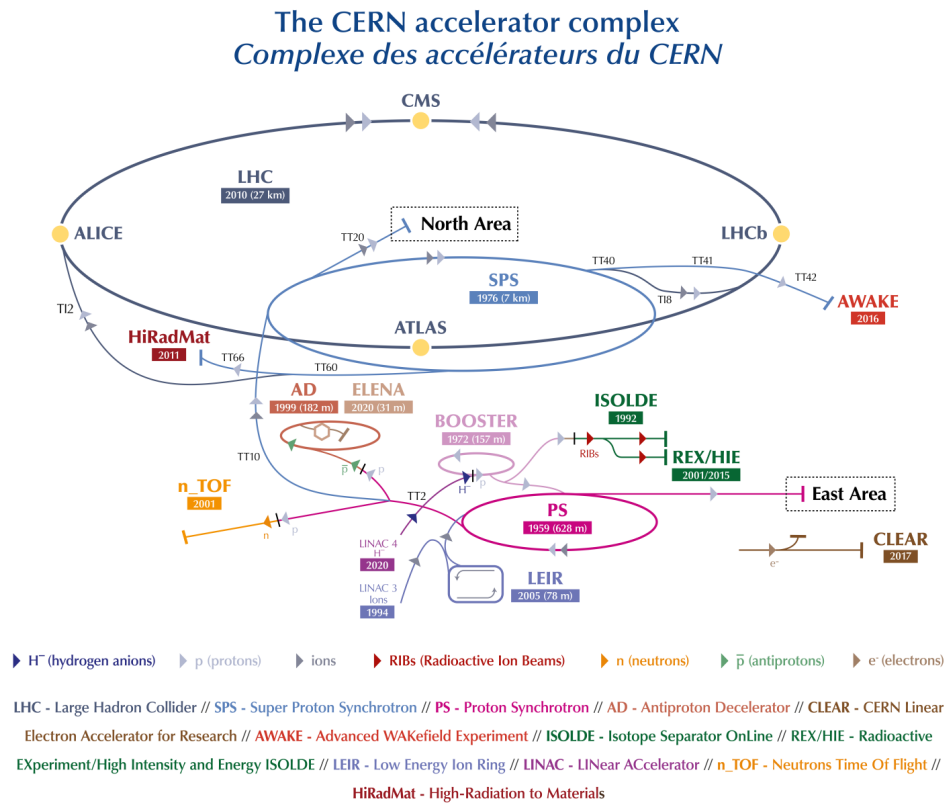 The CERN accelerator complex
Complexe des accélérateurs du CERN
CMS
LHC
2010 (27 km)
North Area
TT20
ALICE
LHCb
TT40
TT41
SPS
1976 (7 km)
TT42
TI2
TI8
AWAKE
2016
ATLAS
HiRadMat
2011
TT66
TT60
AD
1999 (182 m)
ELENA
2020 (31 m)
ISOLDE
1992
BOOSTER
1972 (157 m)
RIBs
REX/HIE
2001/2015
TT10
p̅
p
H⁻
p
East Area
n_TOF
2001
TT2
PS
1959 (628 m)
n
p
LINAC 4
H⁻
2020
CLEAR
2017
e⁻
LINAC 3
Ions
1994
LEIR
2005 (78 m)
H⁻ (hydrogen anions)
p (protons)
ions
RIBs (Radioactive Ion Beams)
n (neutrons)
p̅ (antiprotons)
e⁻ (electrons)
LHC - Large Hadron Collider // SPS - Super Proton Synchrotron // PS - Proton Synchrotron // AD - Antiproton Decelerator // CLEAR - CERN Linear
Electron Accelerator for Research // AWAKE - Advanced WAKefield Experiment // ISOLDE - Isotope Separator OnLine // REX/HIE - Radioactive
EXperiment/High Intensity and Energy ISOLDE // LEIR - Low Energy Ion Ring // LINAC - LINear ACcelerator // n_TOF - Neutrons Time Of Flight //
HiRadMat - High-Radiation to Materials